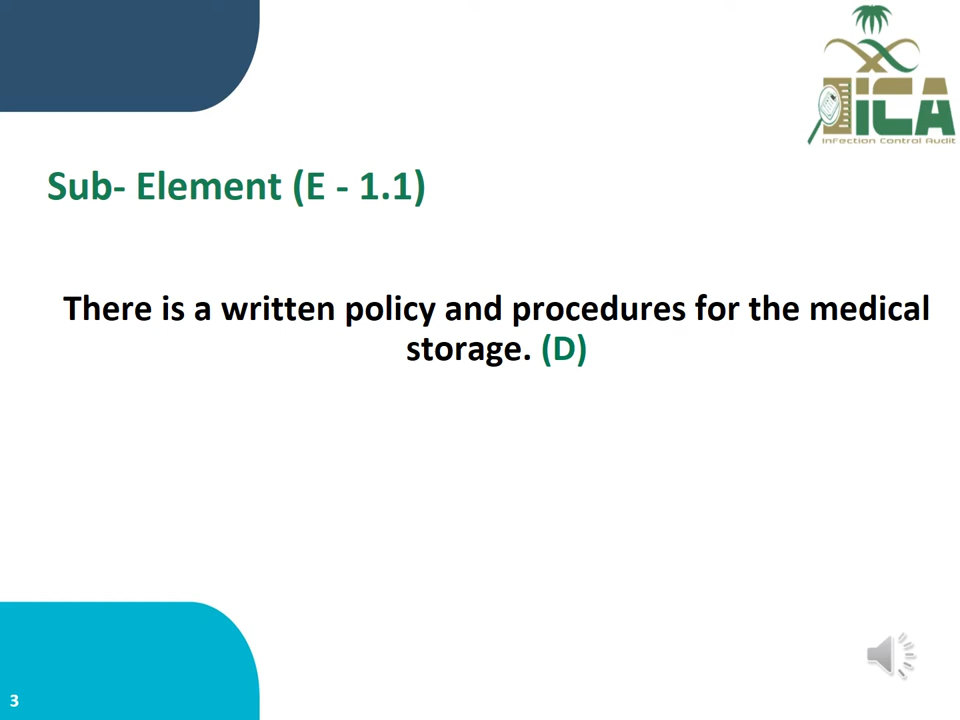 iCA
InFection Control Audit
Sub- Element (E - 1.1)
There is a written policy and procedures for the medical
storage. (D)
3